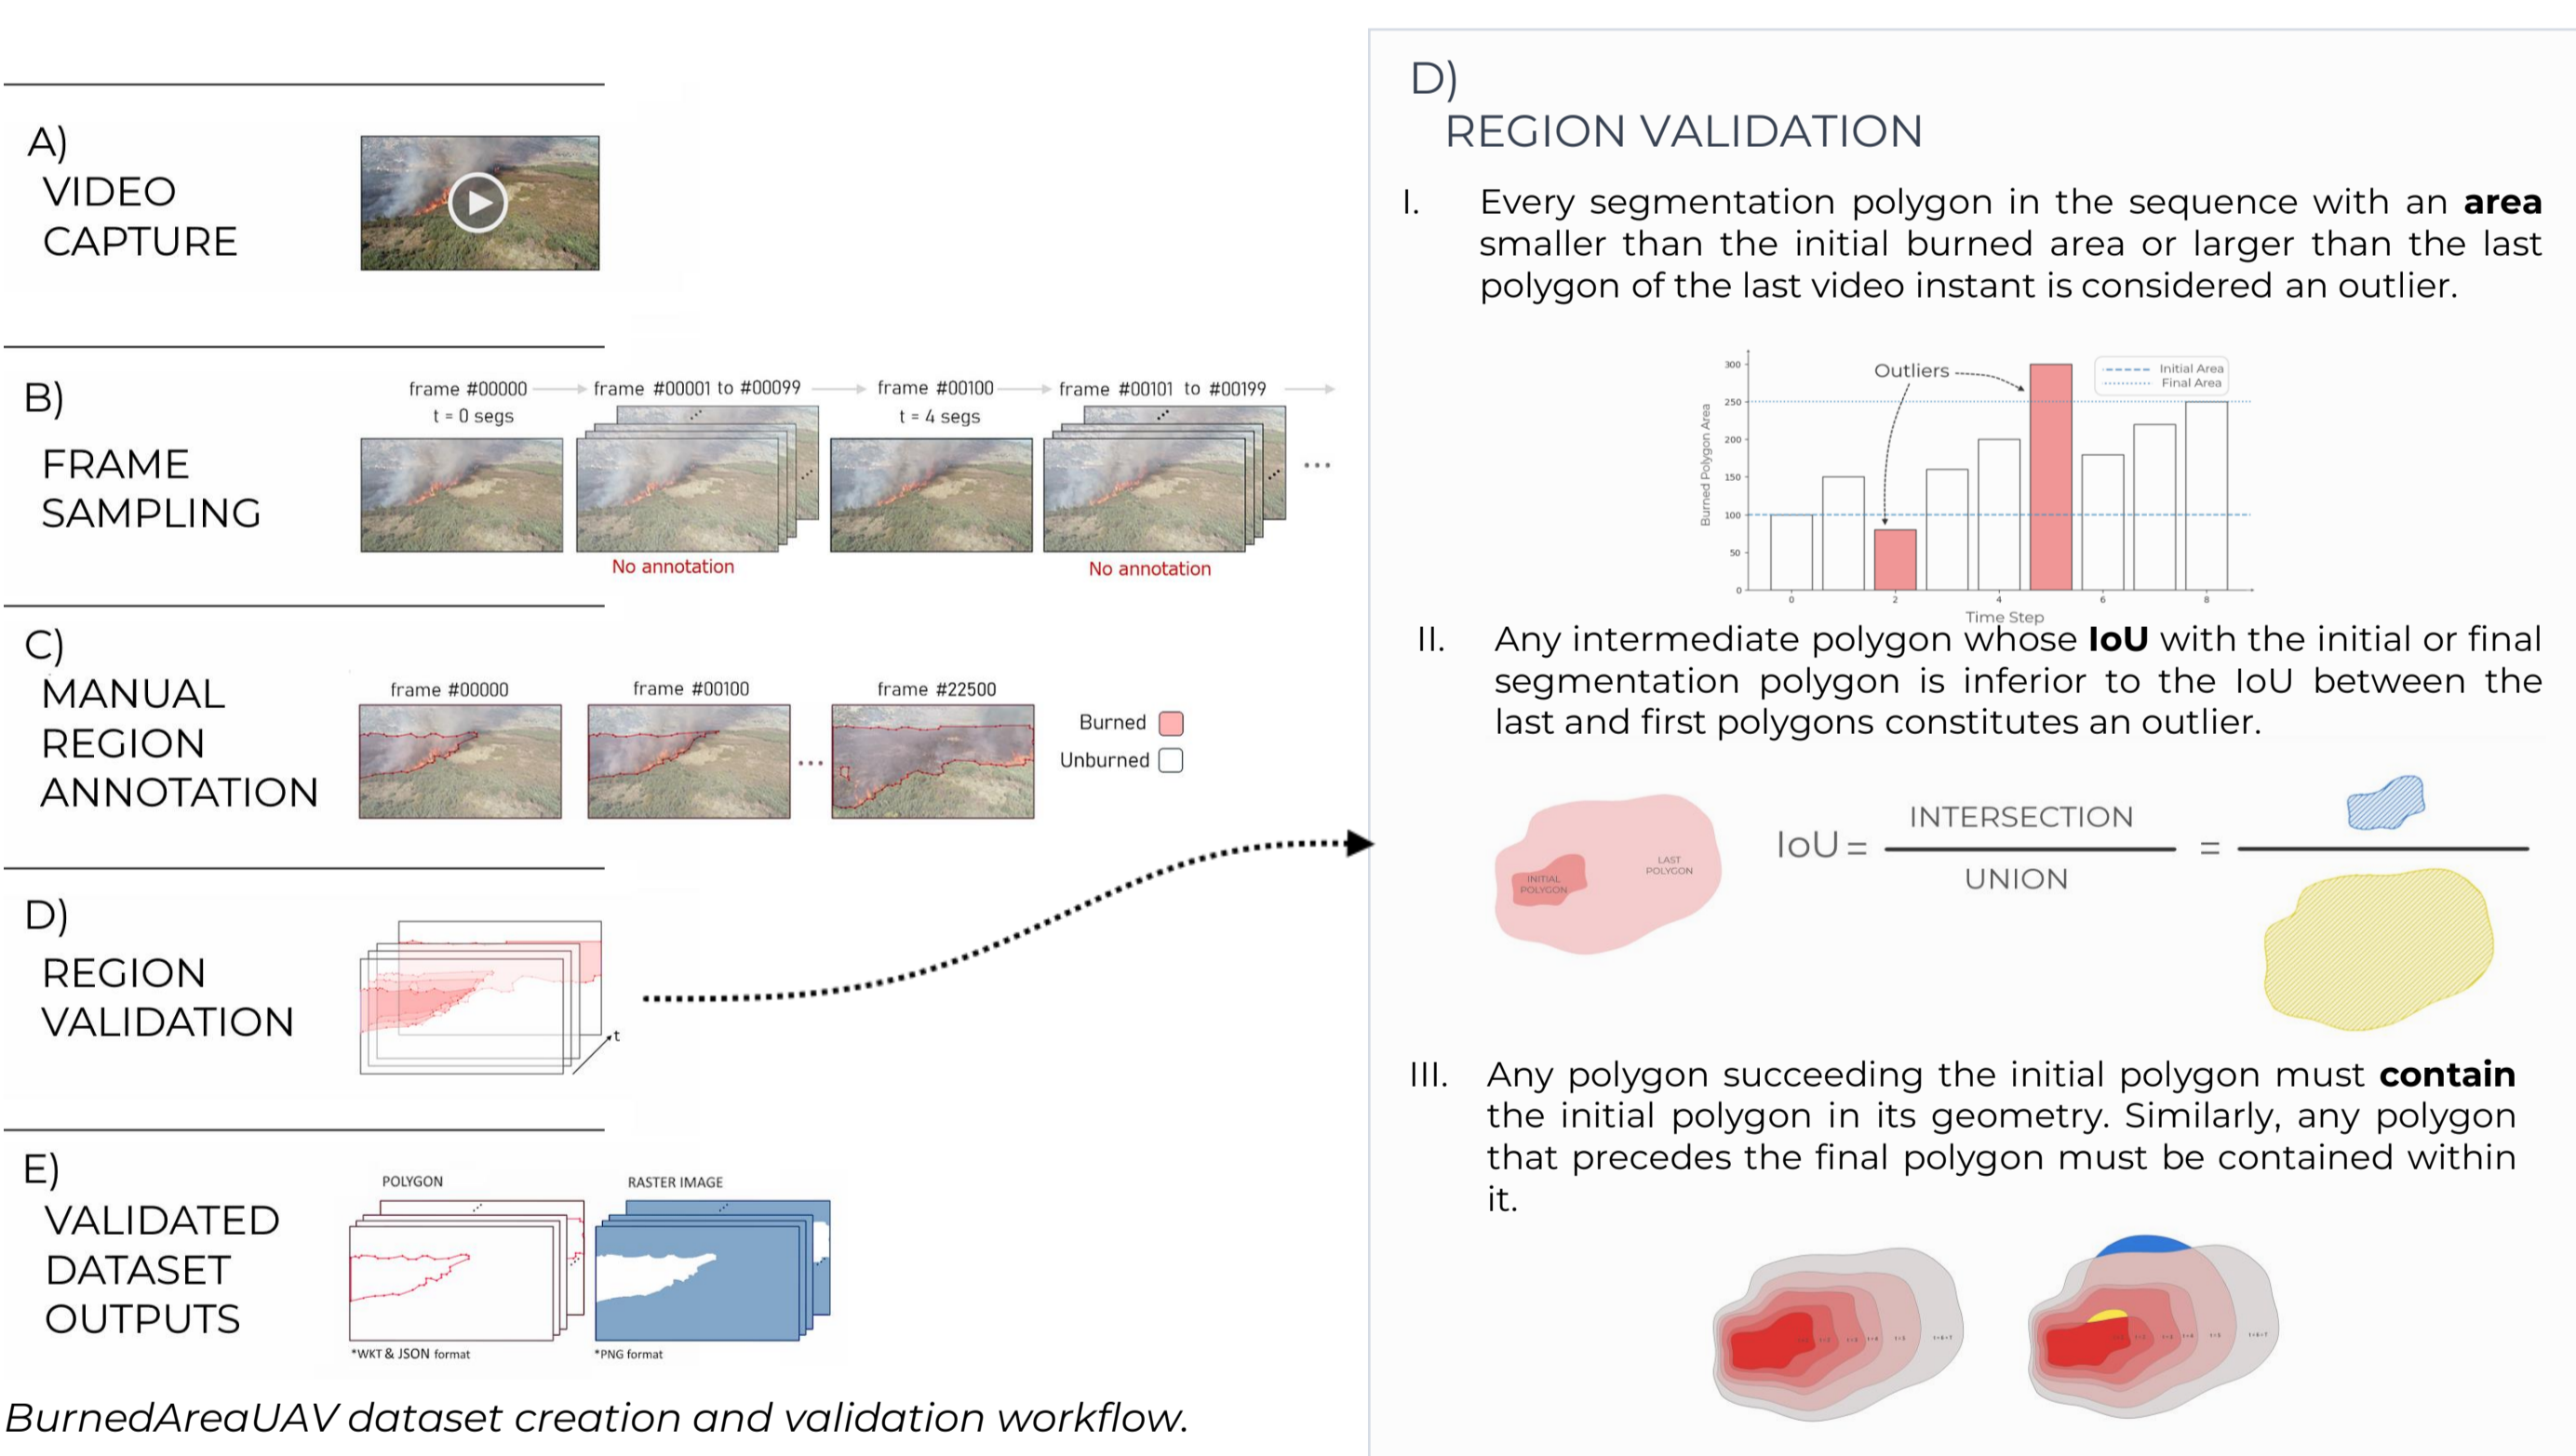 A)
VIDEO
CAPTURE
B)
FRAME
SAMPLING
frame #00000
frame #00001 to #00099
frame #00100
frame #00101 to #00199
t = 0 segs
t = 4 segs
...
No annotation
No annotation
C)
MANUAL
REGION
ANNOTATION
frame #00000
frame #00100
frame #22500
...
Burned
Unburned
D)
REGION
VALIDATION
t
E)
VALIDATED
DATASET
OUTPUTS
POLYGON
RASTER IMAGE
*WKT & JSON format
*PNG format
BurnedAreaUAV dataset creation and validation workflow.
D)
REGION VALIDATION
I. Every segmentation polygon in the sequence with an area
smaller than the initial burned area or larger than the last
polygon of the last video instant is considered an outlier.
Outliers
Initial Area
Final Area
Burned Polygon Area
300
250
200
150
100
50
0
0 2 4 6 8
Time Step
II. Any intermediate polygon whose IoU with the initial or final
segmentation polygon is inferior to the IoU between the
last and first polygons constitutes an outlier.
INITIAL
POLYGON
LAST
POLYGON
IoU = INTERSECTION
UNION
=
III. Any polygon succeeding the initial polygon must contain
the initial polygon in its geometry. Similarly, any polygon
that precedes the final polygon must be contained within
it.